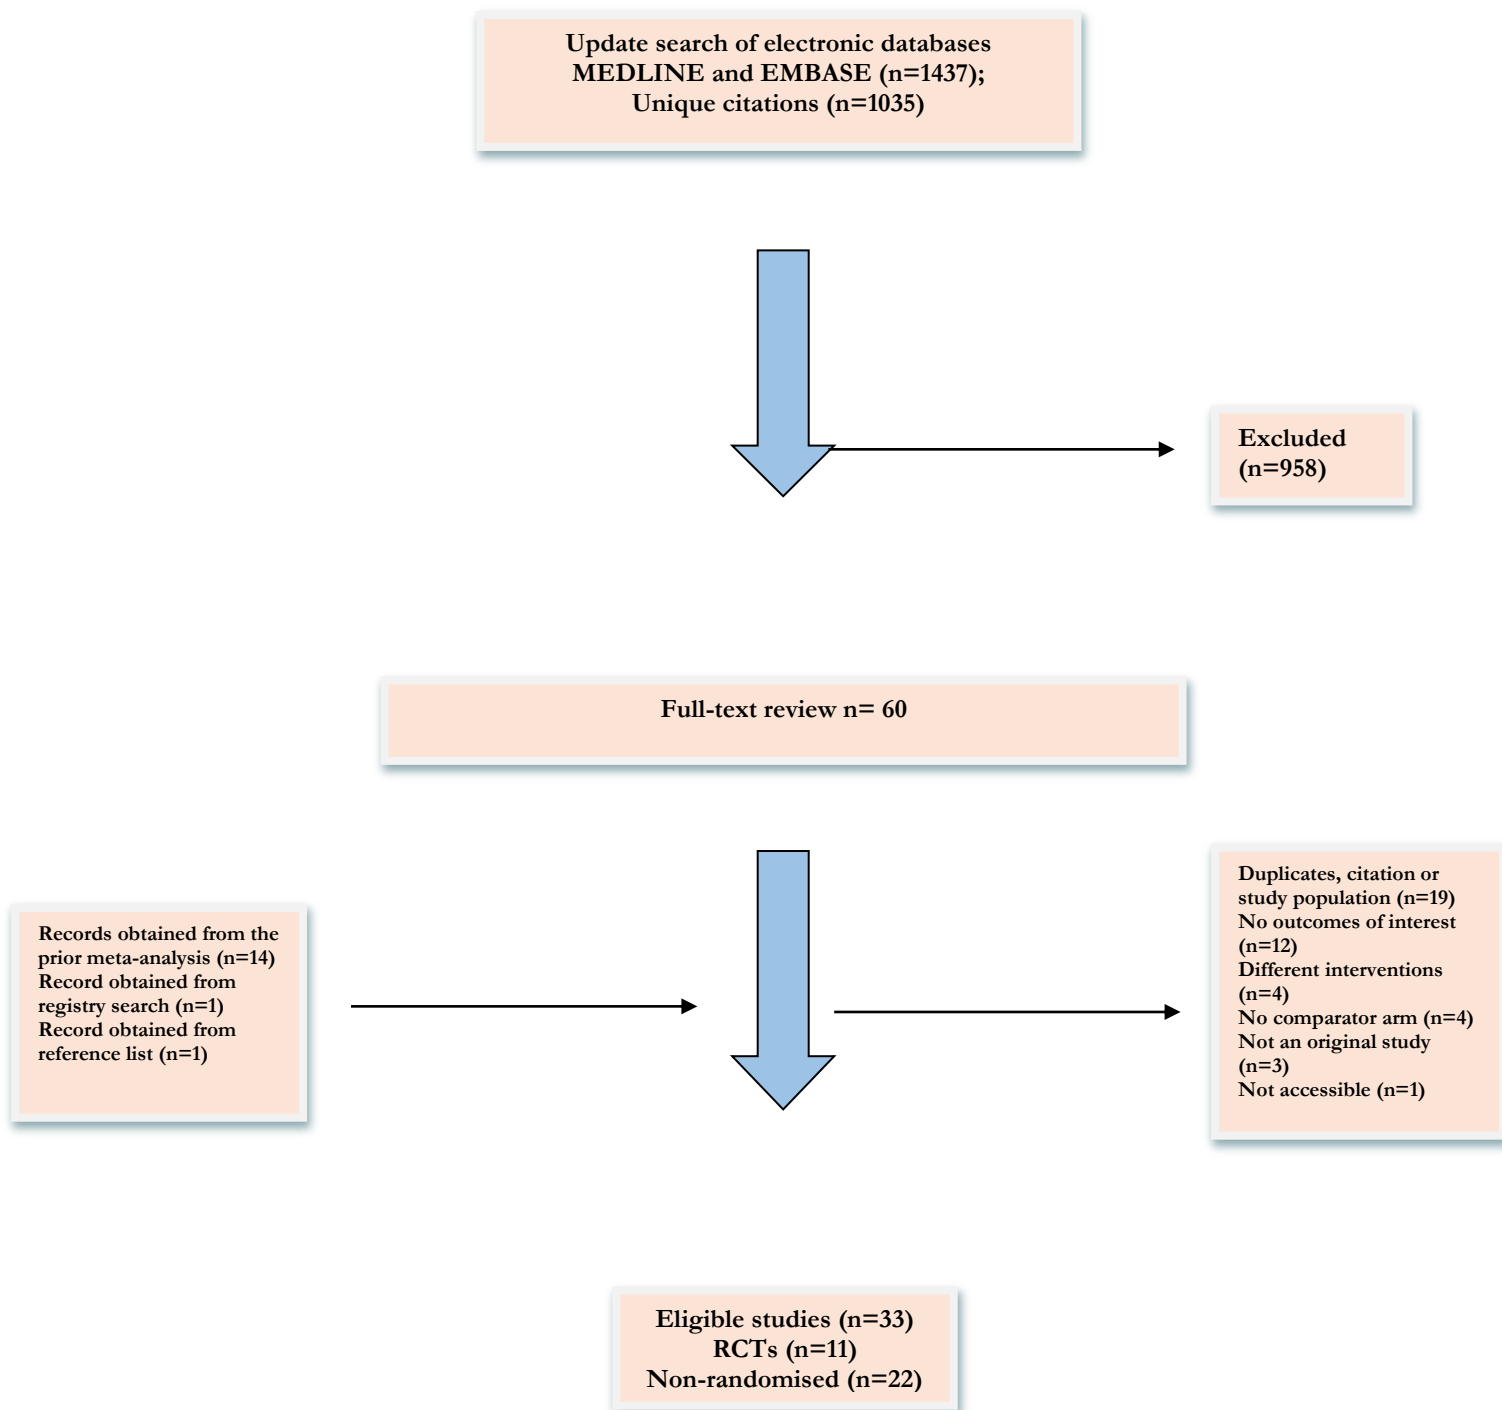 Update search of electronic databases
MEDLINE and EMBASE (n=1437);
Unique citations (n=1035)
Excluded
(n=958)
Full-text review n= 60
Records obtained from the
prior meta-analysis (n=14)
Record obtained from
registry search (n=1)
Record obtained from
reference list (n=1)
Duplicates, citation or
study population (n=19)
No outcomes of interest
(n=12)
Different interventions
(n=4)
No comparator arm (n=4)
Not an original study
(n=3)
Not accessible (n=1)
Eligible studies (n=33)
RCTs (n=11)
Non-randomised (n=22)